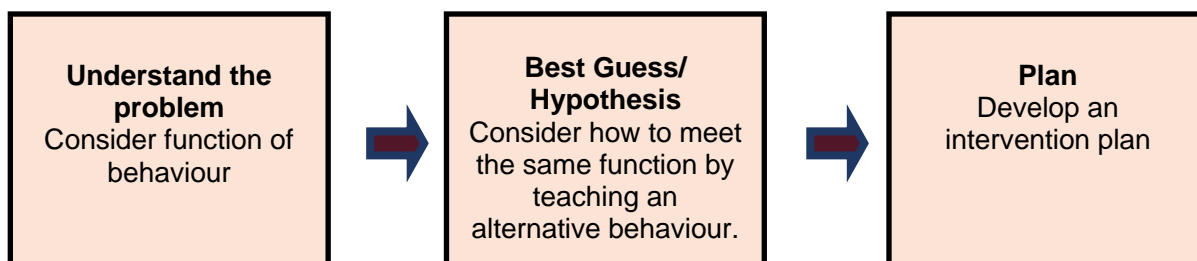 Understand the
problem
Consider function of
behaviour
Best Guess/
Hypothesis
Consider how to meet
the same function by
teaching an
alternative behaviour.
Plan
Develop an
intervention plan